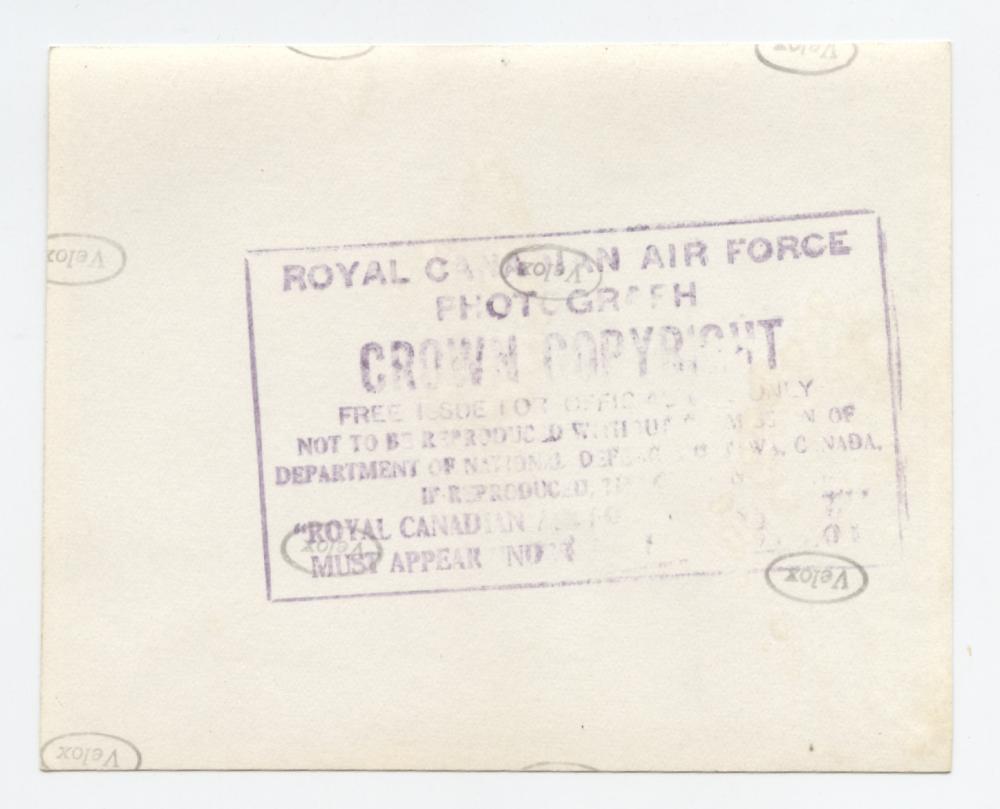 Velox
Velox
ROYAL CANADIAN AIR FORCE
Velox
PHOTOGRAPH
CROWN COPYRIGHT
FREE ISSUE FOR OFFICIAL USE ONLY
NOT TO BE REPRODUCED WITHOUT PERMISSION OF
DEPARTMENT OF NATIONAL DEFENCE, OTTAWA, CANADA.
IF REPRODUCED,
"ROYAL CANADIAN AIR FO
Velox
MUST APPEAR
Velox
Velox